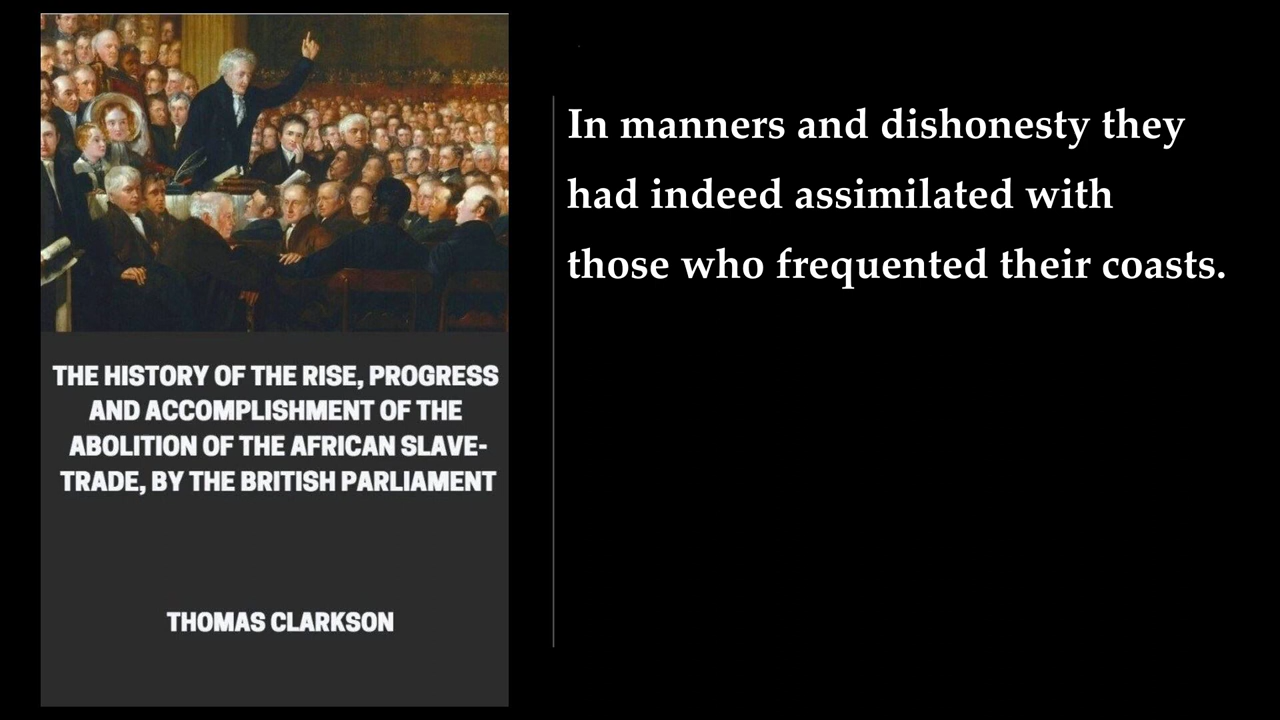 THE HISTORY OF THE RISE, PROGRESS
AND ACCOMPLISHMENT OF THE
ABOLITION OF THE AFRICAN SLAVE-
TRADE, BY THE BRITISH PARLIAMENT
THOMAS CLARKSON
In manners and dishonesty they
had indeed assimilated with
those who frequented their coasts.